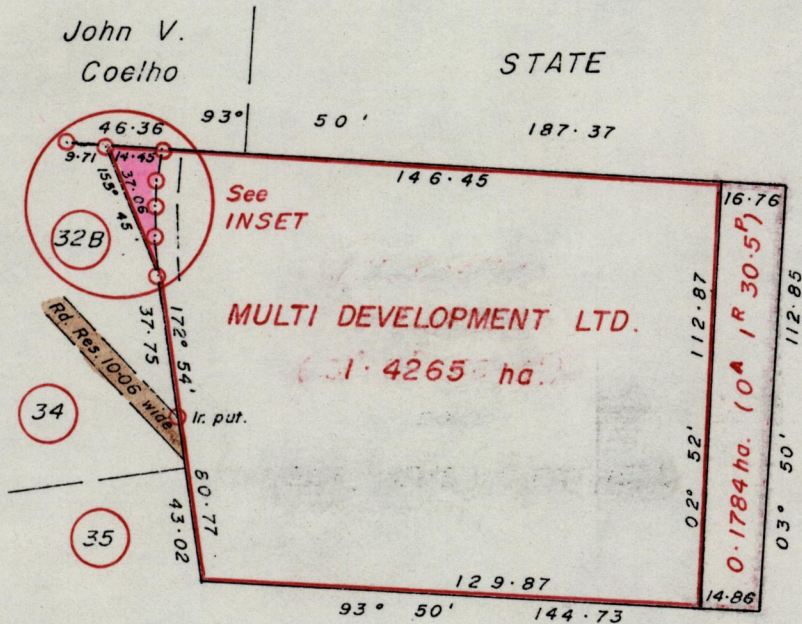 John V.
Coelho
STATE
93° 50'
187·37
46·36
9·71
14·45
37·06
155° 45'
146·45
16·76
See
INSET
32B
112·87
112·85
MULTI DEVELOPMENT LTD.
1·4265 ha.
0·1784 ha. (0ᴬ 1ᴿ 30.5ᴾ)
172° 54'
37·75
Rd. Res. 10·06 wide
Ir. put.
34
80·77
43·02
35
02° 52'
03° 50'
129·87
14·86
93° 50'
144·73